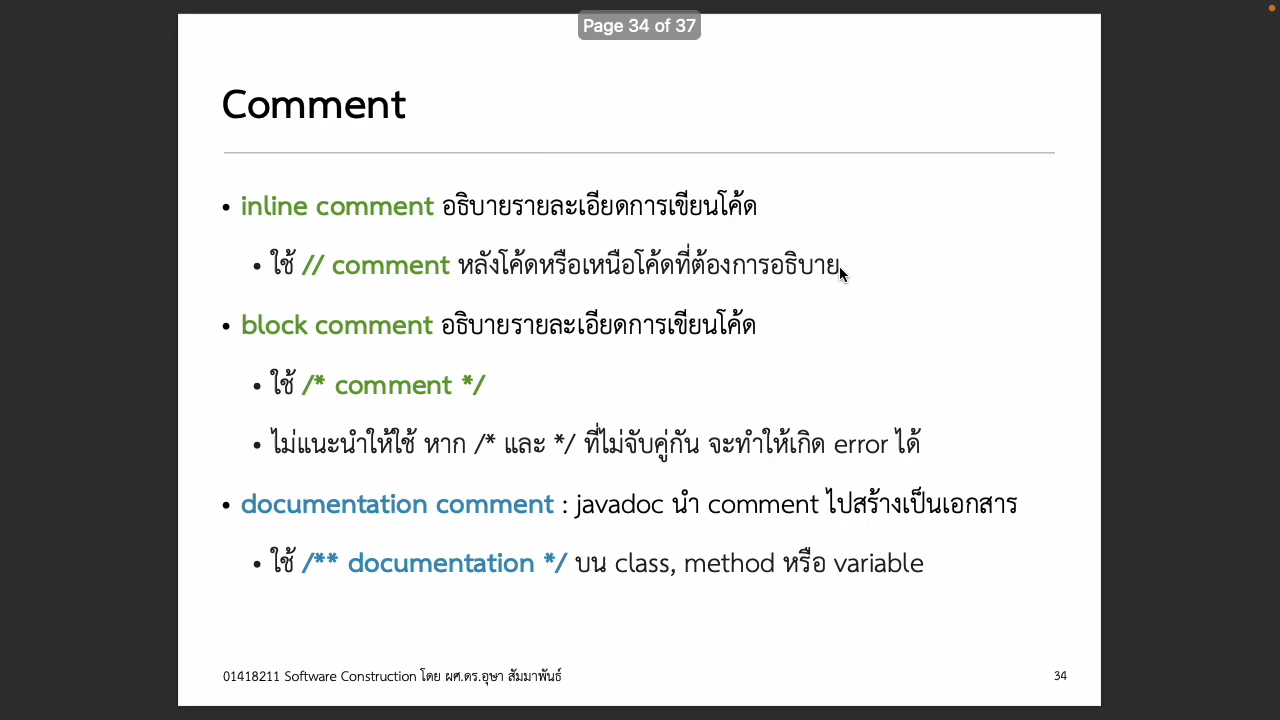 Page 34 of 37
Comment
• inline comment อธิบายรายละเอียดการเขียนโค้ด
• ใช้ // comment หลังโค้ดหรือเหนือโค้ดที่ต้องการอธิบาย
• block comment อธิบายรายละเอียดการเขียนโค้ด
• ใช้ /* comment */
• ไม่แนะนำให้ใช้ หาก /* และ */ ที่ไม่จับคู่กัน จะทำให้เกิด error ได้
• documentation comment : javadoc นำ comment ไปสร้างเป็นเอกสาร
• ใช้ /** documentation */ บน class, method หรือ variable
01418211 Software Construction โดย ผศ.ดร.อุษา สัมมาพันธ์
34